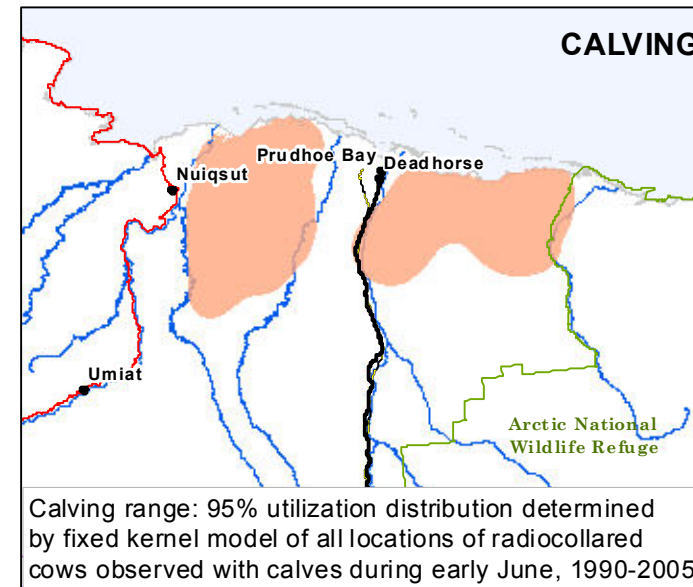 CALVING
Prudhoe Bay
Deadhorse
Nuiqsut
Umiat
Arctic National
Wildlife Refuge
Calving range: 95% utilization distribution determined
by fixed kernel model of all locations of radiocollared
cows observed with calves during early June, 1990-2005